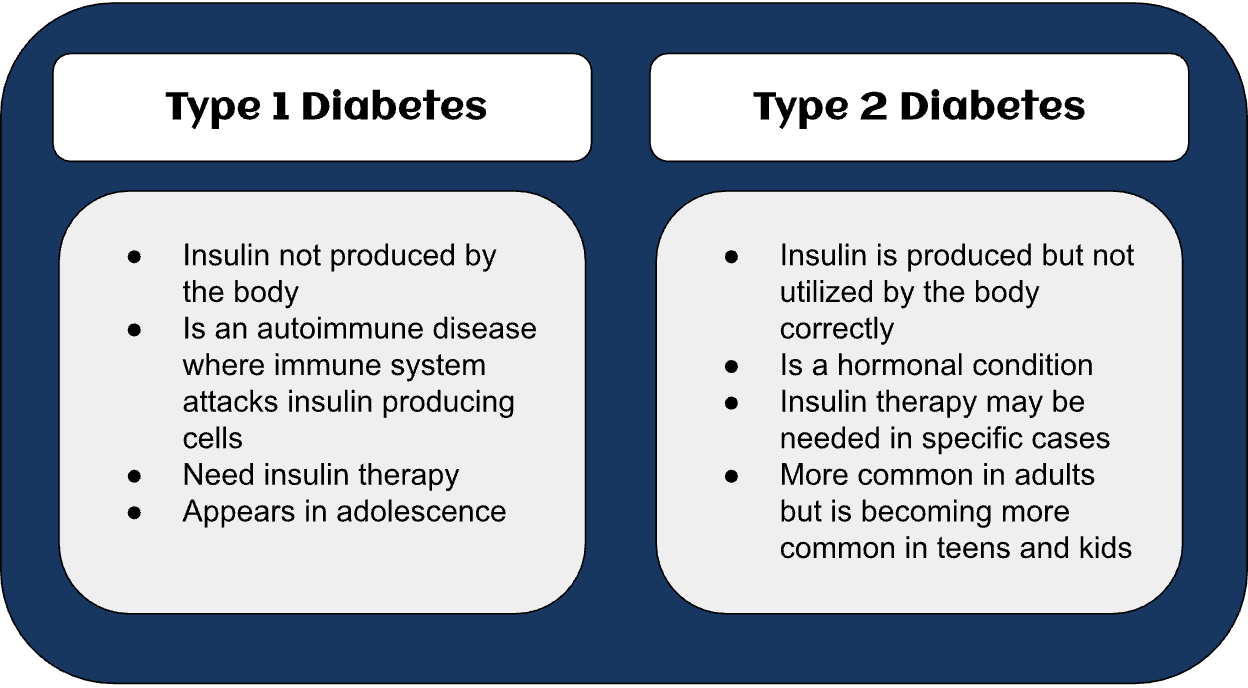 Type 1 Diabetes
● Insulin not produced by
the body
● Is an autoimmune disease
where immune system
attacks insulin producing
cells
● Need insulin therapy
● Appears in adolescence
Type 2 Diabetes
● Insulin is produced but not
utilized by the body
correctly
● Is a hormonal condition
● Insulin therapy may be
needed in specific cases
● More common in adults
but is becoming more
common in teens and kids